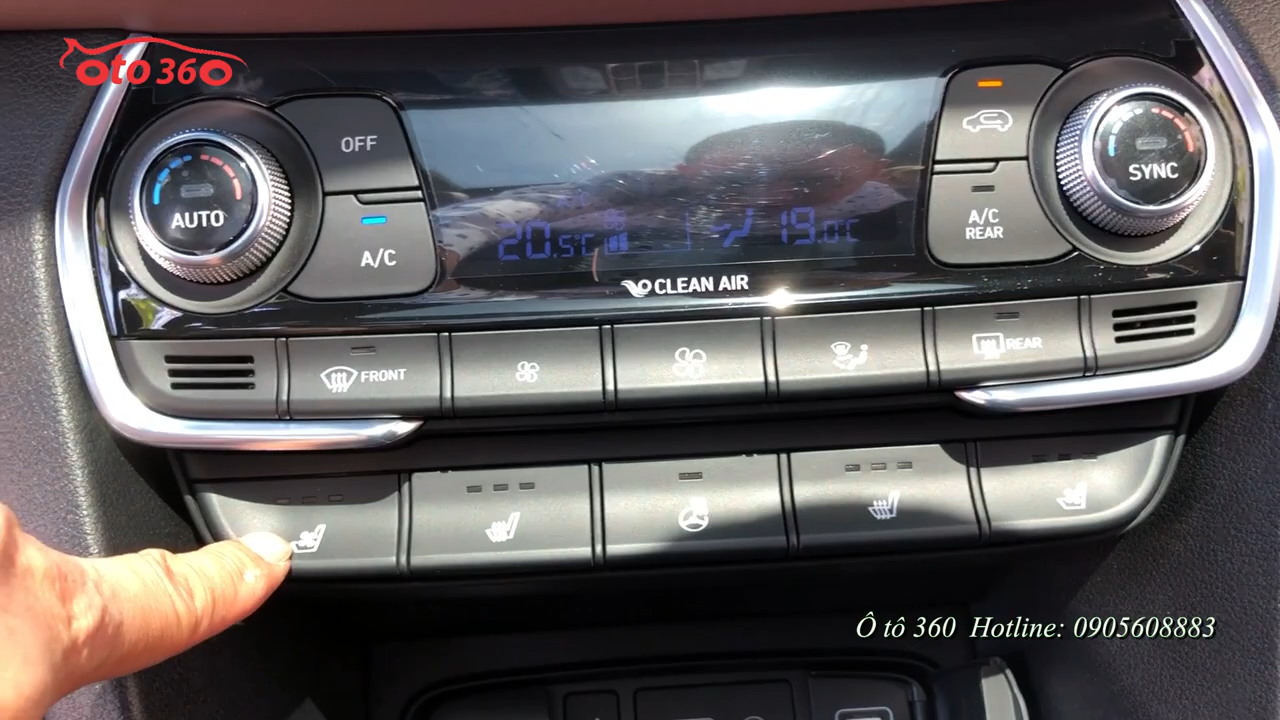 oto 360
OFF
AUTO
A/C
SYNC
A/C
REAR
20.5°C
19.0°C
CLEAN AIR
FRONT
REAR
Ô tô 360 Hotline: 0905608883